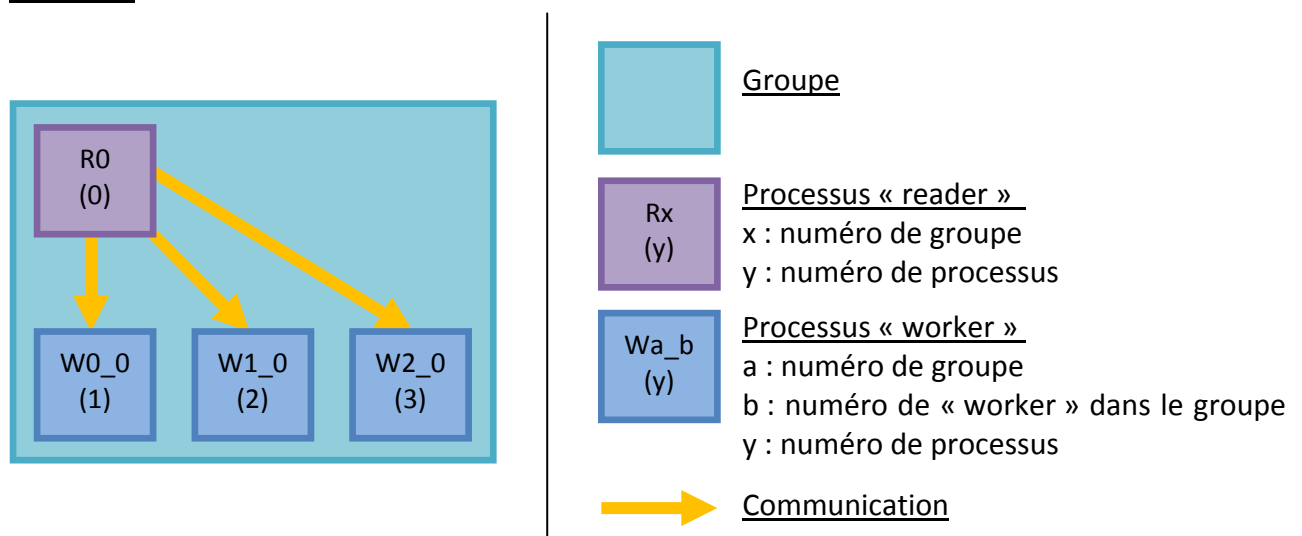 R0
(0)
W0_0
(1)
W1_0
(2)
W2_0
(3)
Groupe
Rx
(y)
Processus « reader »
x : numéro de groupe
y : numéro de processus
Wa_b
(y)
Processus « worker »
a : numéro de groupe
b : numéro de « worker » dans le groupe
y : numéro de processus
Communication